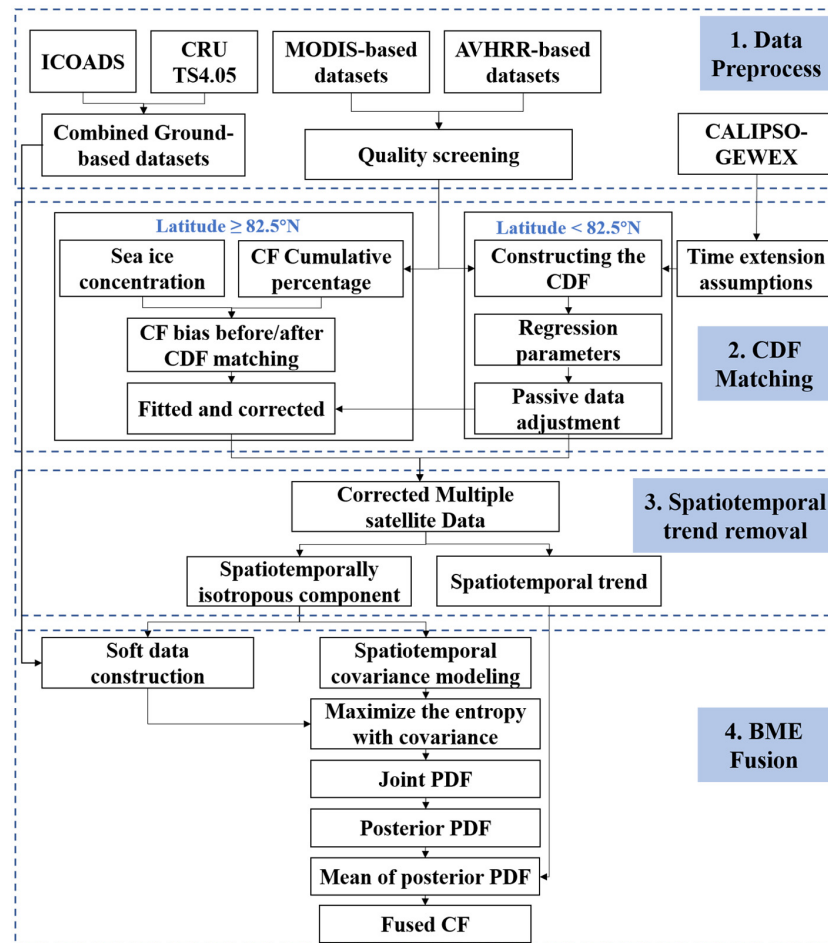 ICOADS
CRU
TS4.05
MODIS-based
datasets
AVHRR-based
datasets
1. Data
Preprocess
Combined Ground-
based datasets
Quality screening
CALIPSO-
GEWEX
Latitude ≥ 82.5°N
Latitude < 82.5°N
Sea ice
concentration
CF Cumulative
percentage
Constructing the
CDF
Time extension
assumptions
CF bias before/after
CDF matching
Regression
parameters
2. CDF
Matching
Fitted and corrected
Passive data
adjustment
Corrected Multiple
satellite Data
3. Spatiotemporal
trend removal
Spatiotemporally
isotropous component
Spatiotemporal trend
Soft data
construction
Spatiotemporal
covariance modeling
Maximize the entropy
with covariance
4. BME
Fusion
Joint PDF
Posterior PDF
Mean of posterior PDF
Fused CF